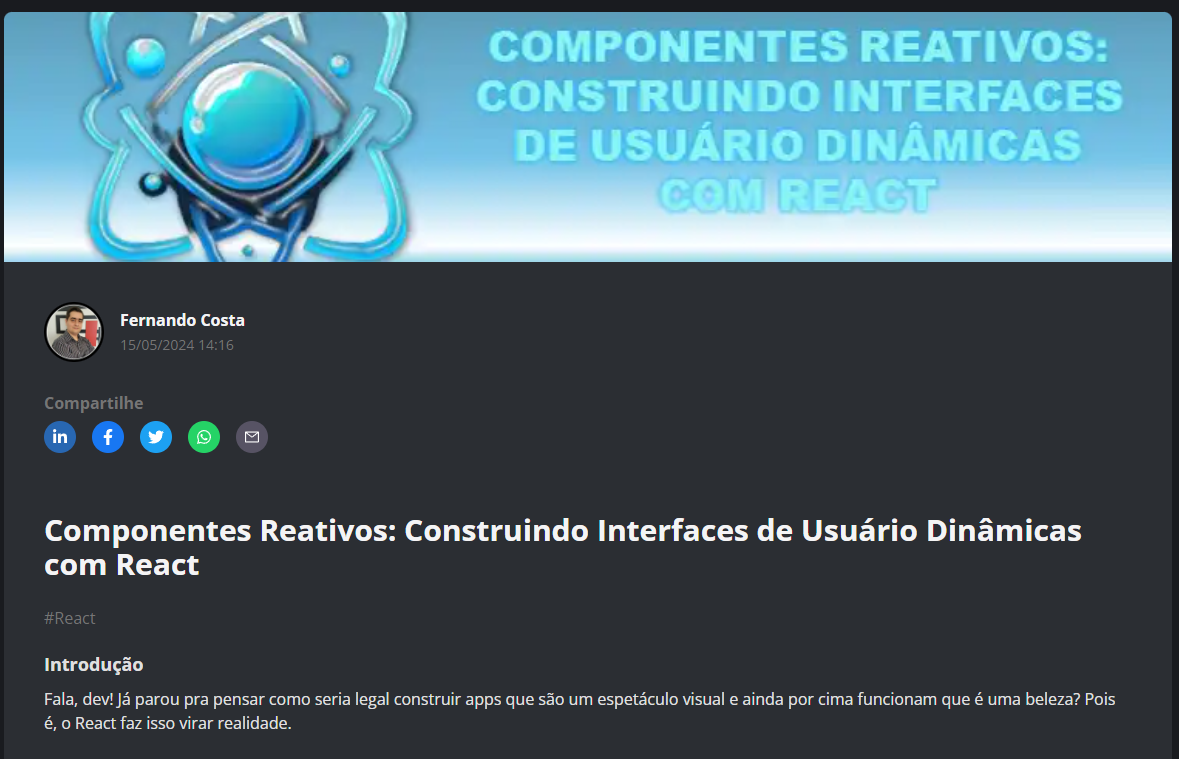 COMPONENTES REATIVOS:
CONSTRUINDO INTERFACES
DE USUÁRIO DINÂMICAS
COM REACT
Fernando Costa
15/05/2024 14:16
Compartilhe
Componentes Reativos: Construindo Interfaces de Usuário Dinâmicas
com React
#React
Introdução
Fala, dev! Já parou pra pensar como seria legal construir apps que são um espetáculo visual e ainda por cima funcionam que é uma beleza? Pois
é, o React faz isso virar realidade.